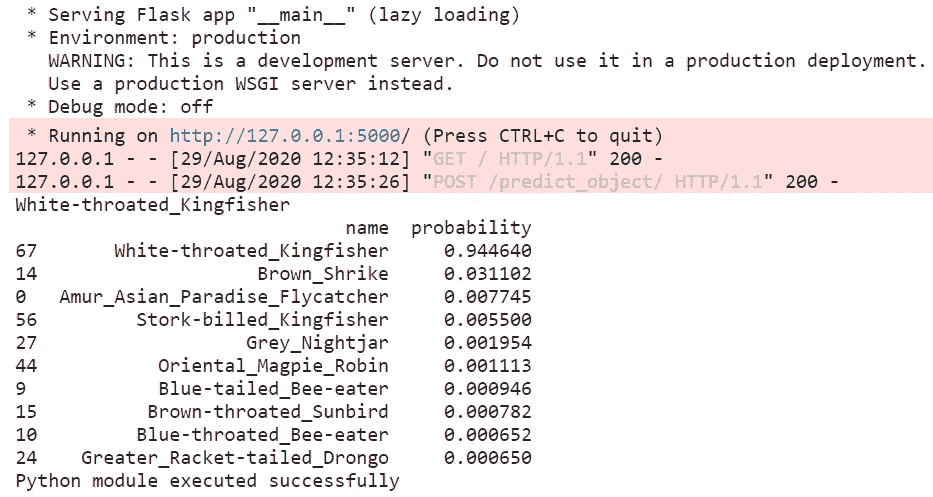 * Serving Flask app "__main__" (lazy loading)
* Environment: production
WARNING: This is a development server. Do not use it in a production deployment.
Use a production WSGI server instead.
* Debug mode: off
* Running on http://127.0.0.1:5000/ (Press CTRL+C to quit)
127.0.0.1 - - [29/Aug/2020 12:35:12] "GET / HTTP/1.1" 200 -
127.0.0.1 - - [29/Aug/2020 12:35:26] "POST /predict_object/ HTTP/1.1" 200 -
White-throated_Kingfisher
name probability
67 White-throated_Kingfisher 0.944640
14 Brown_Shrike 0.031102
0 Amur_Asian_Paradise_Flycatcher 0.007745
56 Stork-billed_Kingfisher 0.005500
27 Grey_Nightjar 0.001954
44 Oriental_Magpie_Robin 0.001113
9 Blue-tailed_Bee-eater 0.000946
15 Brown-throated_Sunbird 0.000782
10 Blue-throated_Bee-eater 0.000652
24 Greater_Racket-tailed_Drongo 0.000650
Python module executed successfully